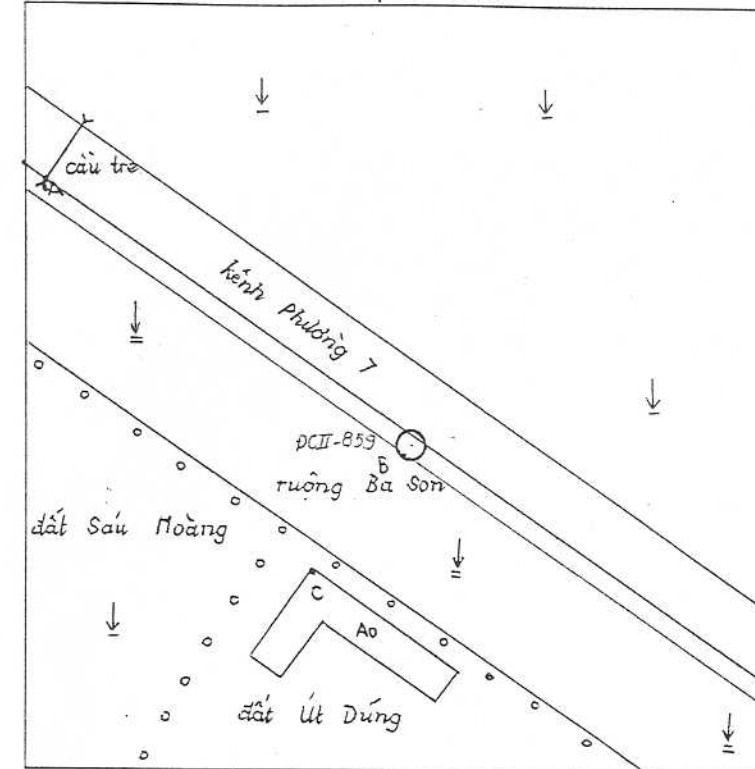 cầu tre
kênh Phường 7
ĐCII-859
B
ruộng Ba Son
đất Sáu Hoàng
C
Ao
đất Út Dúng